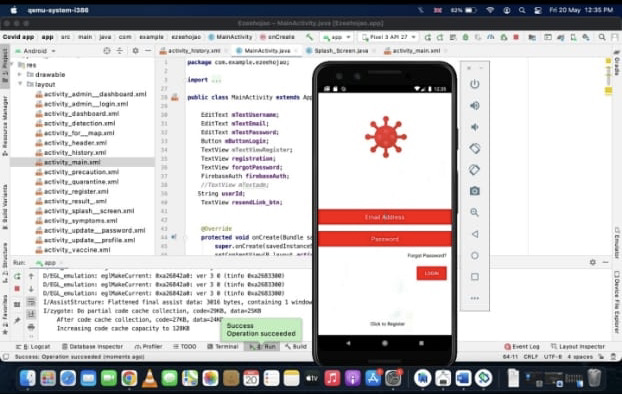 qemu-system-i386
62%
Fri 20 May 12:35 PM
Ezeehojao – MainActivity.java [Ezeehojao.app]
Covid app
app
src
main
java
com
example
ezeehojao
MainActivity
onCreate
app
Pixel 3 API 27
Android
activity_history.xml
MainActivity.java
Splash_Screen.java
activity_main.xml
res
drawable
layout
activity_admin__dashboard.xml
activity_admin__login.xml
activity_dashboard.xml
activity_detection.xml
activity_for__map.xml
activity_header.xml
activity_history.xml
activity_main.xml
activity_precaution.xml
activity_quarantine.xml
activity_register.xml
activity_result_.xml
activity_splash__screen.xml
activity_symptoms.xml
activity_update__password.xml
activity_update__profile.xml
activity_vaccine.xml
package com.example.ezeehojao;
import ...
public class MainActivity extends App
EditText mTextUsername;
EditText mTextEmail;
EditText mTextPassword;
Button mButtonLogin;
TextView mTextViewRegister;
TextView registration;
TextView forgotPassword;
FirebaseAuth firebaseAuth;
//TextView mTextadm;
String userId;
TextView resendLink_btn;
@Override
protected void onCreate(Bundle sav
super.onCreate(savedInstanceS
12:35
Email Address
Password
Forgot Password?
LOGIN
Click to Register
Project
Resource Manager
Build Variants
Structure
Favorites
Gradle
Emulator
Device File Explorer
Run:
app
D/EGL_emulation: eglMakeCurrent: 0xa26842a0: ver 3 0 (tinfo 0xa2683300)
D/EGL_emulation: eglMakeCurrent: 0xa26842a0: ver 3 0 (tinfo 0xa2683300)
I/AssistStructure: Flattened final assist data: 3016 bytes, containing 1 window
I/zygote: Do partial code cache collection, code=29KB, data=25KB
After code cache collection, code=27KB, data=24KB
Increasing code cache capacity to 128KB
Success
Operation succeeded
Logcat
Database Inspector
Profiler
TODO
Terminal
Run
Build
Event Log
Layout Inspector
Success: Operation succeeded (moments ago)
64:11
CRLF
UTF-8
4 spaces
20
tv